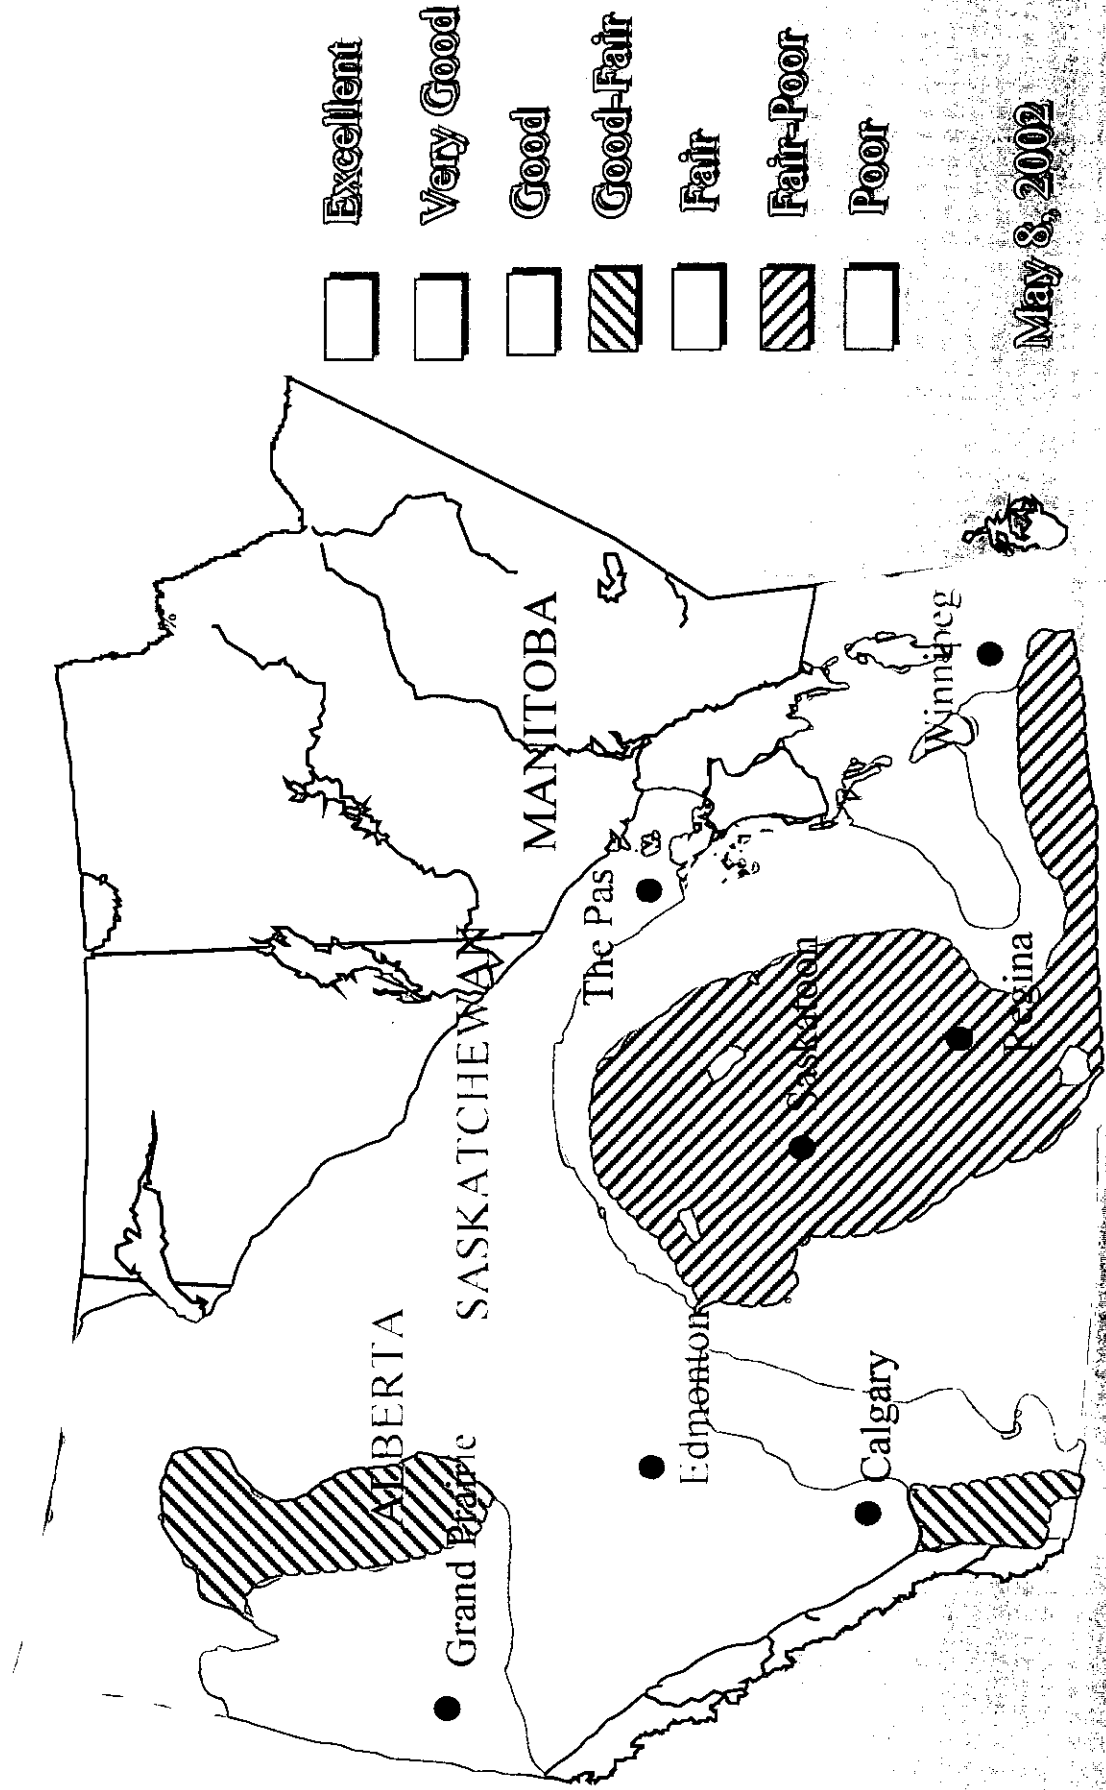 ALBERTA
SASKATCHEWAN
MANITOBA
Grand Prairie
Edmonton
The Pas
Calgary
Saskatoon
Regina
Winnipeg
Excellent
Very Good
Good
Good-Fair
Fair
Fair-Poor
Poor
May 8, 2002